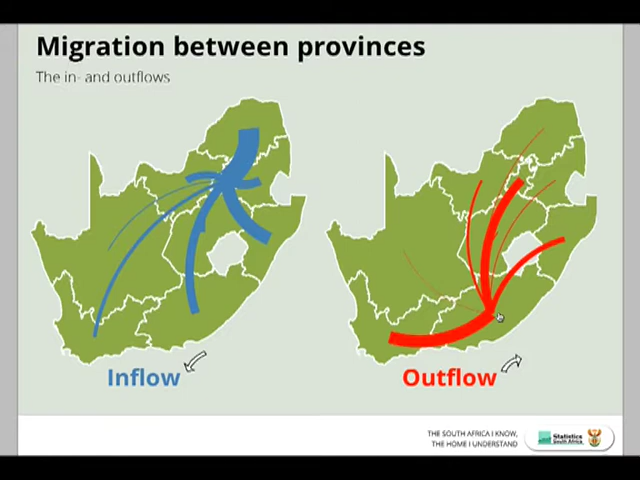 Migration between provinces
The in- and outflows
Inflow
Outflow
THE SOUTH AFRICA I KNOW,
THE HOME I UNDERSTAND
Statistics
South Africa